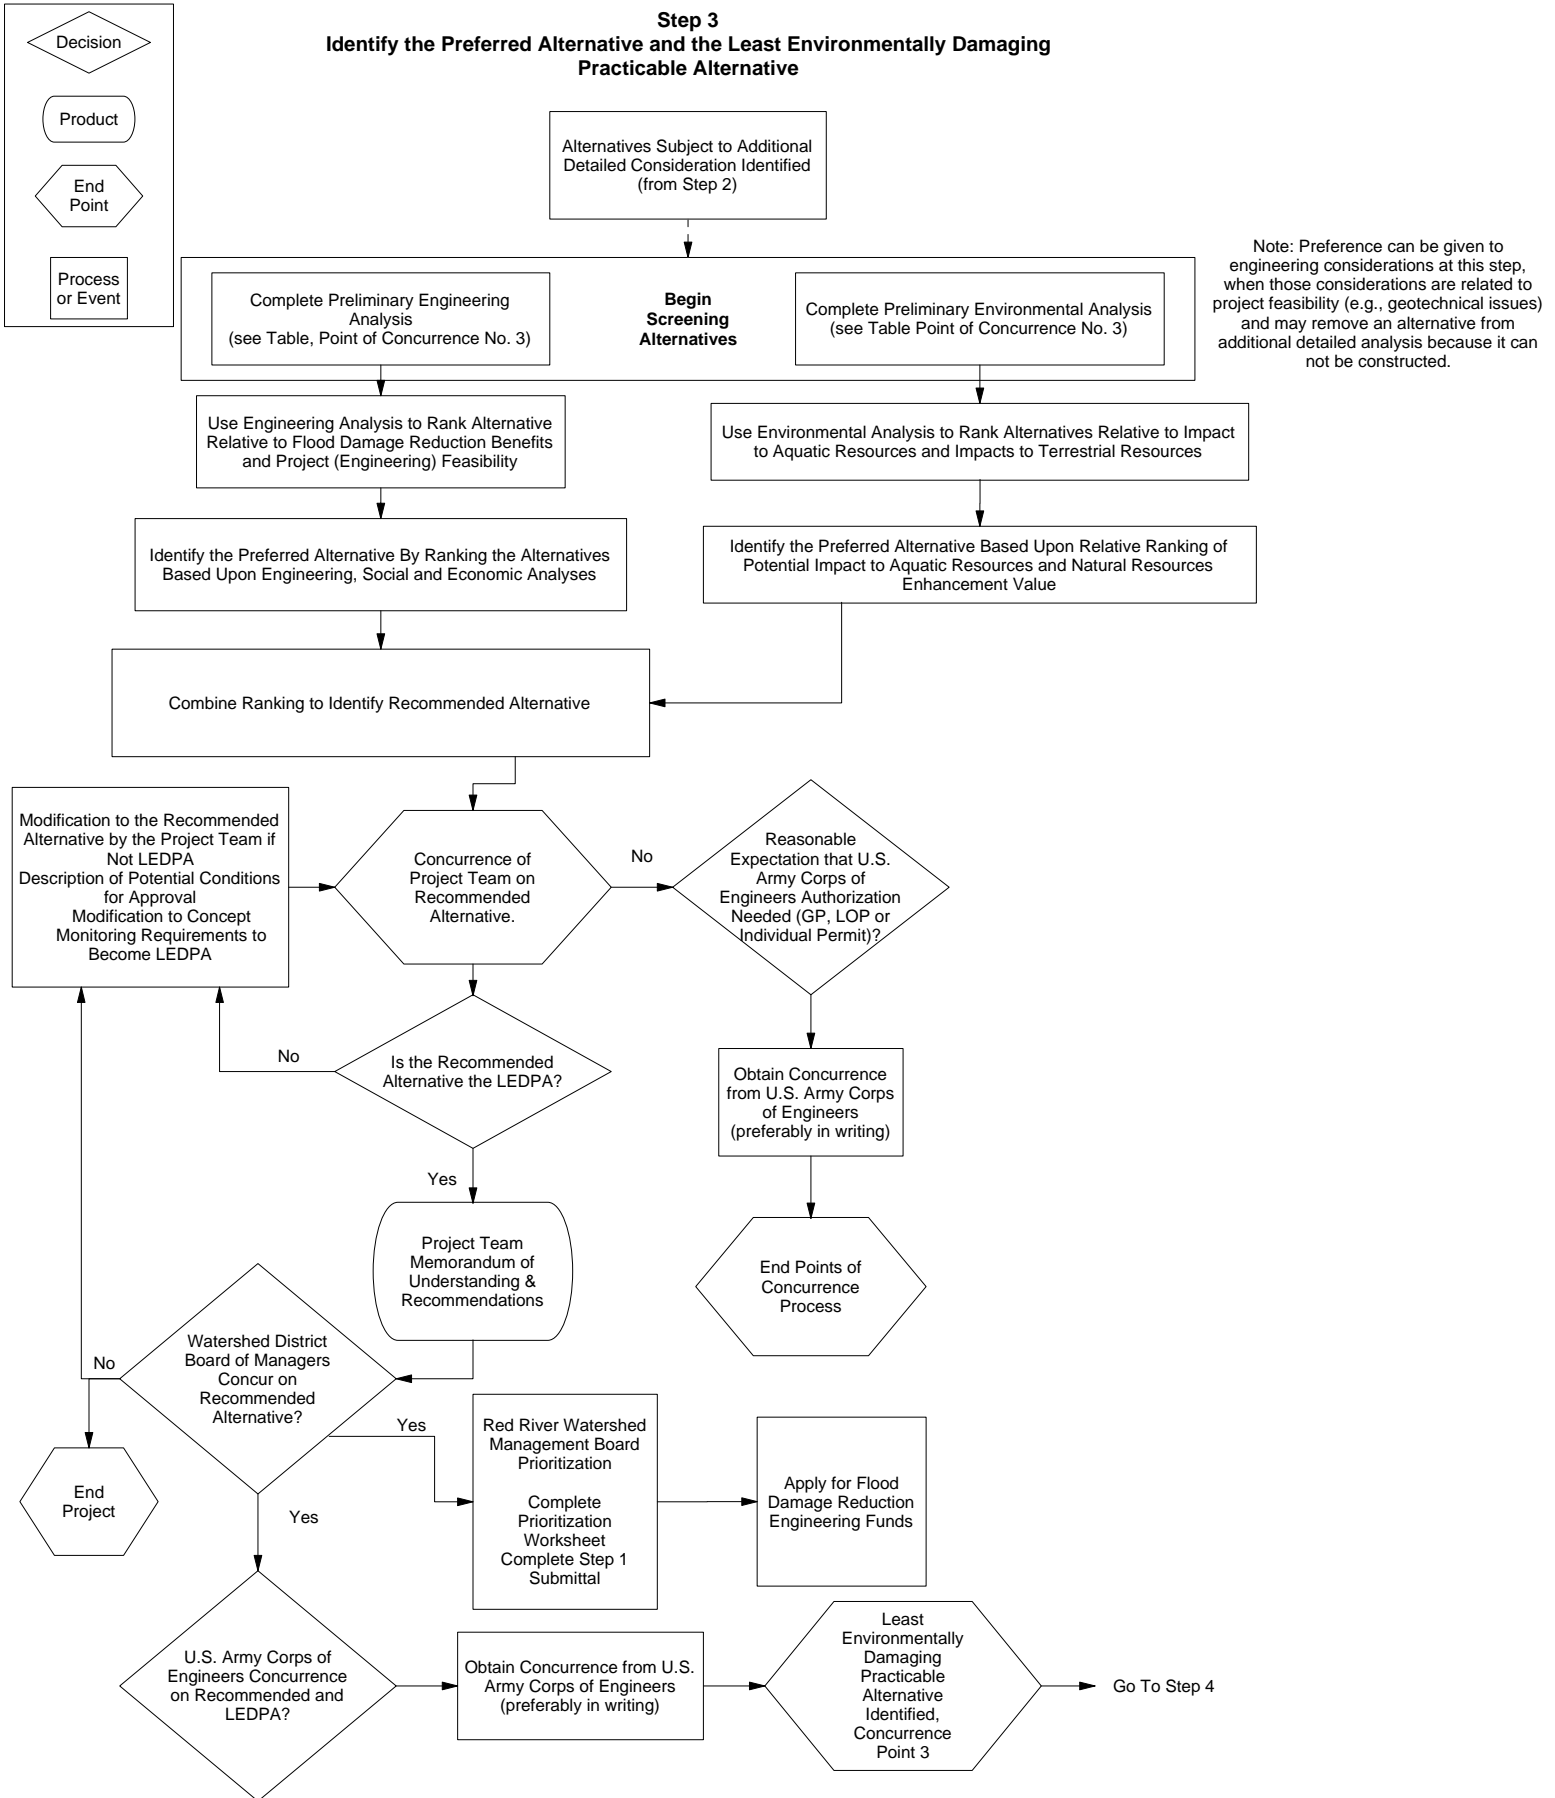 Step 3
Identify the Preferred Alternative and the Least Environmentally Damaging
Practicable Alternative
Decision
Product
End
Point
Process
or Event
Alternatives Subject to Additional
Detailed Consideration Identified
(from Step 2)
Note: Preference can be given to
engineering considerations at this step,
when those considerations are related to
project feasibility (e.g., geotechnical issues)
and may remove an alternative from
additional detailed analysis because it can
not be constructed.
Complete Preliminary Engineering
Analysis
(see Table, Point of Concurrence No. 3)
Begin
Screening
Alternatives
Complete Preliminary Environmental Analysis
(see Table Point of Concurrence No. 3)
Use Engineering Analysis to Rank Alternative
Relative to Flood Damage Reduction Benefits
and Project (Engineering) Feasibility
Use Environmental Analysis to Rank Alternatives Relative to Impact
to Aquatic Resources and Impacts to Terrestrial Resources
Identify the Preferred Alternative By Ranking the Alternatives
Based Upon Engineering, Social and Economic Analyses
Identify the Preferred Alternative Based Upon Relative Ranking of
Potential Impact to Aquatic Resources and Natural Resources
Enhancement Value
Combine Ranking to Identify Recommended Alternative
Modification to the Recommended
Alternative by the Project Team if
Not LEDPA
Description of Potential Conditions
for Approval
Modification to Concept
Monitoring Requirements to
Become LEDPA
Concurrence of
Project Team on
Recommended
Alternative.
No
Reasonable
Expectation that U.S.
Army Corps of
Engineers Authorization
Needed (GP, LOP or
Individual Permit)?
No
Is the Recommended
Alternative the LEDPA?
Obtain Concurrence
from U.S. Army Corps
of Engineers
(preferably in writing)
Yes
Project Team
Memorandum of
Understanding &
Recommendations
End Points of
Concurrence
Process
No
Watershed District
Board of Managers
Concur on
Recommended
Alternative?
Yes
Red River Watershed
Management Board
Prioritization
Complete
Prioritization
Worksheet
Complete Step 1
Submittal
Apply for Flood
Damage Reduction
Engineering Funds
End
Project
Yes
U.S. Army Corps of
Engineers Concurrence
on Recommended and
LEDPA?
Obtain Concurrence from U.S.
Army Corps of Engineers
(preferably in writing)
Least
Environmentally
Damaging
Practicable
Alternative
Identified,
Concurrence
Point 3
Go To Step 4